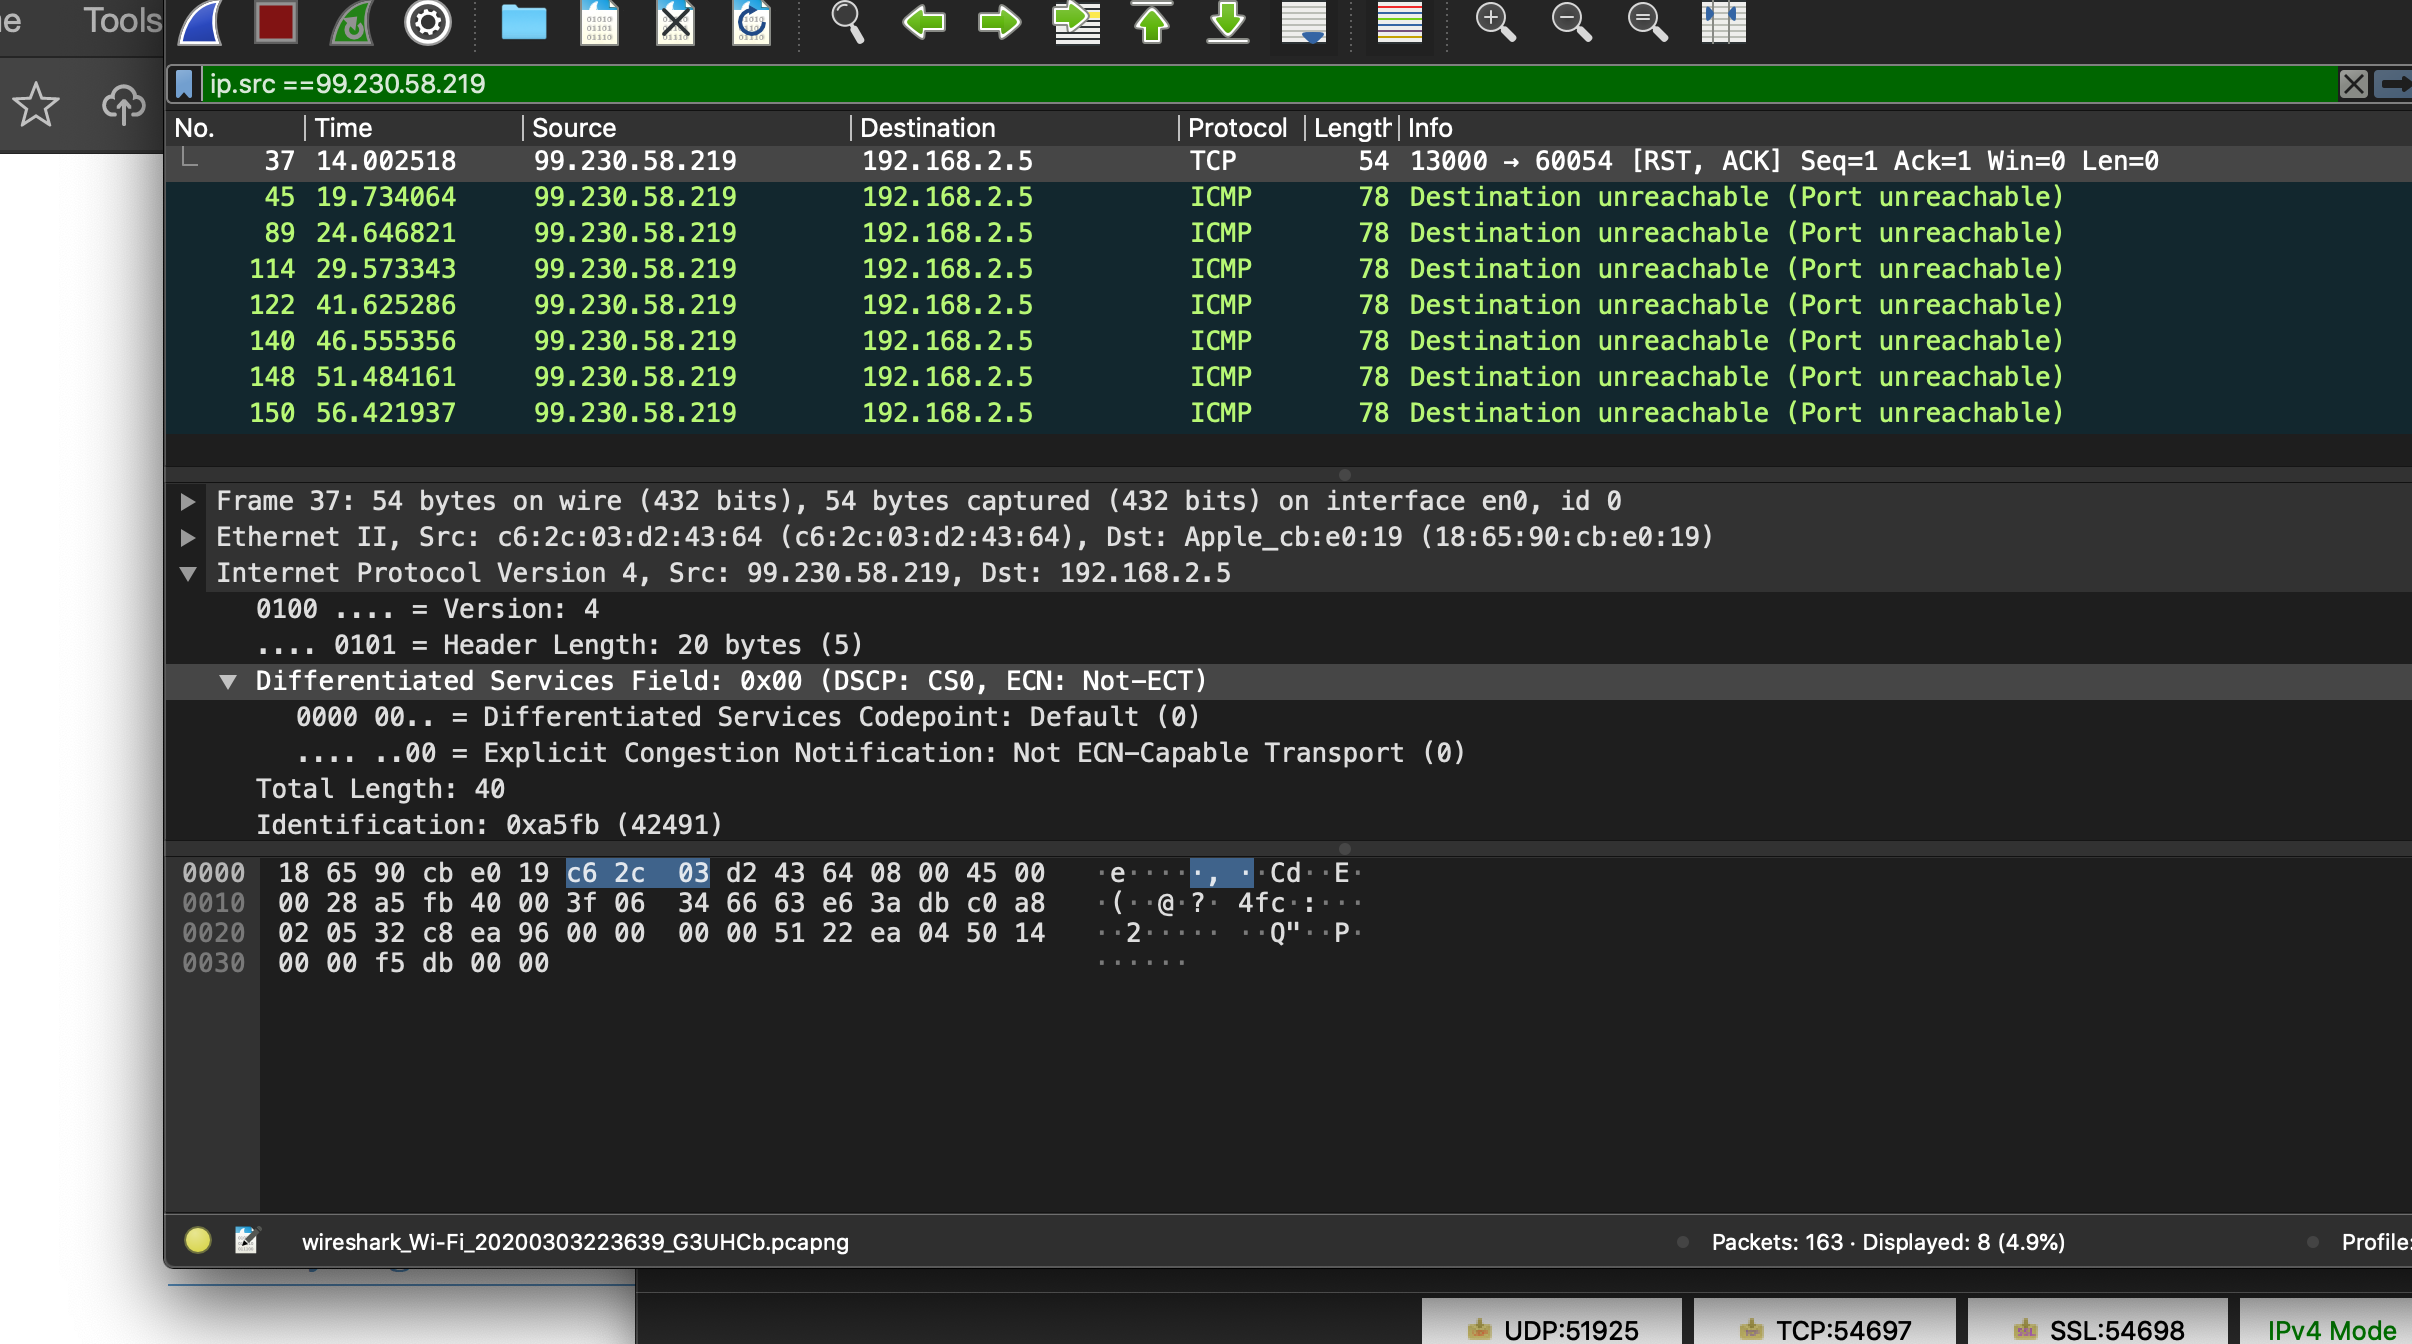 Tools
ip.src ==99.230.58.219
No. Time Source Destination Protocol Length Info
37 14.002518 99.230.58.219 192.168.2.5 TCP 54 13000 → 60054 [RST, ACK] Seq=1 Ack=1 Win=0 Len=0
45 19.734064 99.230.58.219 192.168.2.5 ICMP 78 Destination unreachable (Port unreachable)
89 24.646821 99.230.58.219 192.168.2.5 ICMP 78 Destination unreachable (Port unreachable)
114 29.573343 99.230.58.219 192.168.2.5 ICMP 78 Destination unreachable (Port unreachable)
122 41.625286 99.230.58.219 192.168.2.5 ICMP 78 Destination unreachable (Port unreachable)
140 46.555356 99.230.58.219 192.168.2.5 ICMP 78 Destination unreachable (Port unreachable)
148 51.484161 99.230.58.219 192.168.2.5 ICMP 78 Destination unreachable (Port unreachable)
150 56.421937 99.230.58.219 192.168.2.5 ICMP 78 Destination unreachable (Port unreachable)
Frame 37: 54 bytes on wire (432 bits), 54 bytes captured (432 bits) on interface en0, id 0
Ethernet II, Src: c6:2c:03:d2:43:64 (c6:2c:03:d2:43:64), Dst: Apple_cb:e0:19 (18:65:90:cb:e0:19)
Internet Protocol Version 4, Src: 99.230.58.219, Dst: 192.168.2.5
0100 .... = Version: 4
.... 0101 = Header Length: 20 bytes (5)
Differentiated Services Field: 0x00 (DSCP: CS0, ECN: Not-ECT)
0000 00.. = Differentiated Services Codepoint: Default (0)
.... ..00 = Explicit Congestion Notification: Not ECN-Capable Transport (0)
Total Length: 40
Identification: 0xa5fb (42491)
0000 18 65 90 cb e0 19 c6 2c 03 d2 43 64 08 00 45 00 ·e·····, ··Cd··E·
0010 00 28 a5 fb 40 00 3f 06 34 66 63 e6 3a db c0 a8 ·(··@·?· 4fc·:···
0020 02 05 32 c8 ea 96 00 00 00 00 51 22 ea 04 50 14 ··2····· ··Q"··P·
0030 00 00 f5 db 00 00 ······
wireshark_Wi-Fi_20200303223639_G3UHCb.pcapng Packets: 163 · Displayed: 8 (4.9%) Profile:
UDP:51925 TCP:54697 SSL:54698 IPv4 Mode